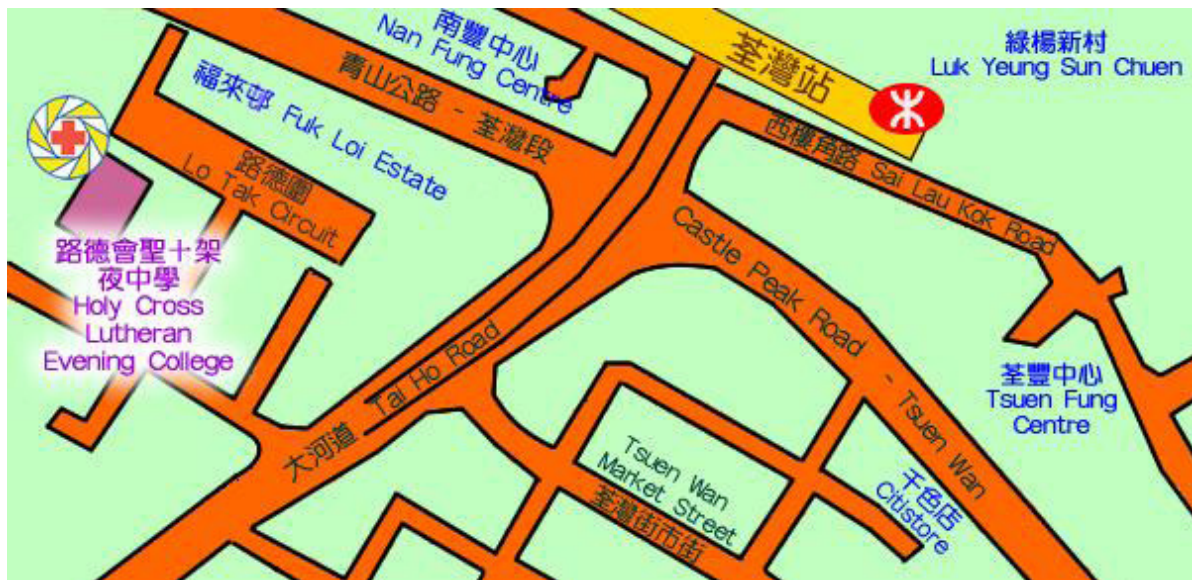 南豐中心
Nan Fung Centre
青山公路 - 荃灣段
福來邨 Fuk Loi Estate
荃灣站
綠楊新村
Luk Yeung Sun Chuen
西樓角路 Sai Lau Kok Road
路德圍
Lo Tak Circuit
路德會聖十架
夜中學
Holy Cross
Lutheran
Evening College
Castle Peak Road - Tsuen Wan
大河道 Tai Ho Road
荃豐中心
Tsuen Fung
Centre
Tsuen Wan
Market Street
荃灣街市街
千色店
Citistore